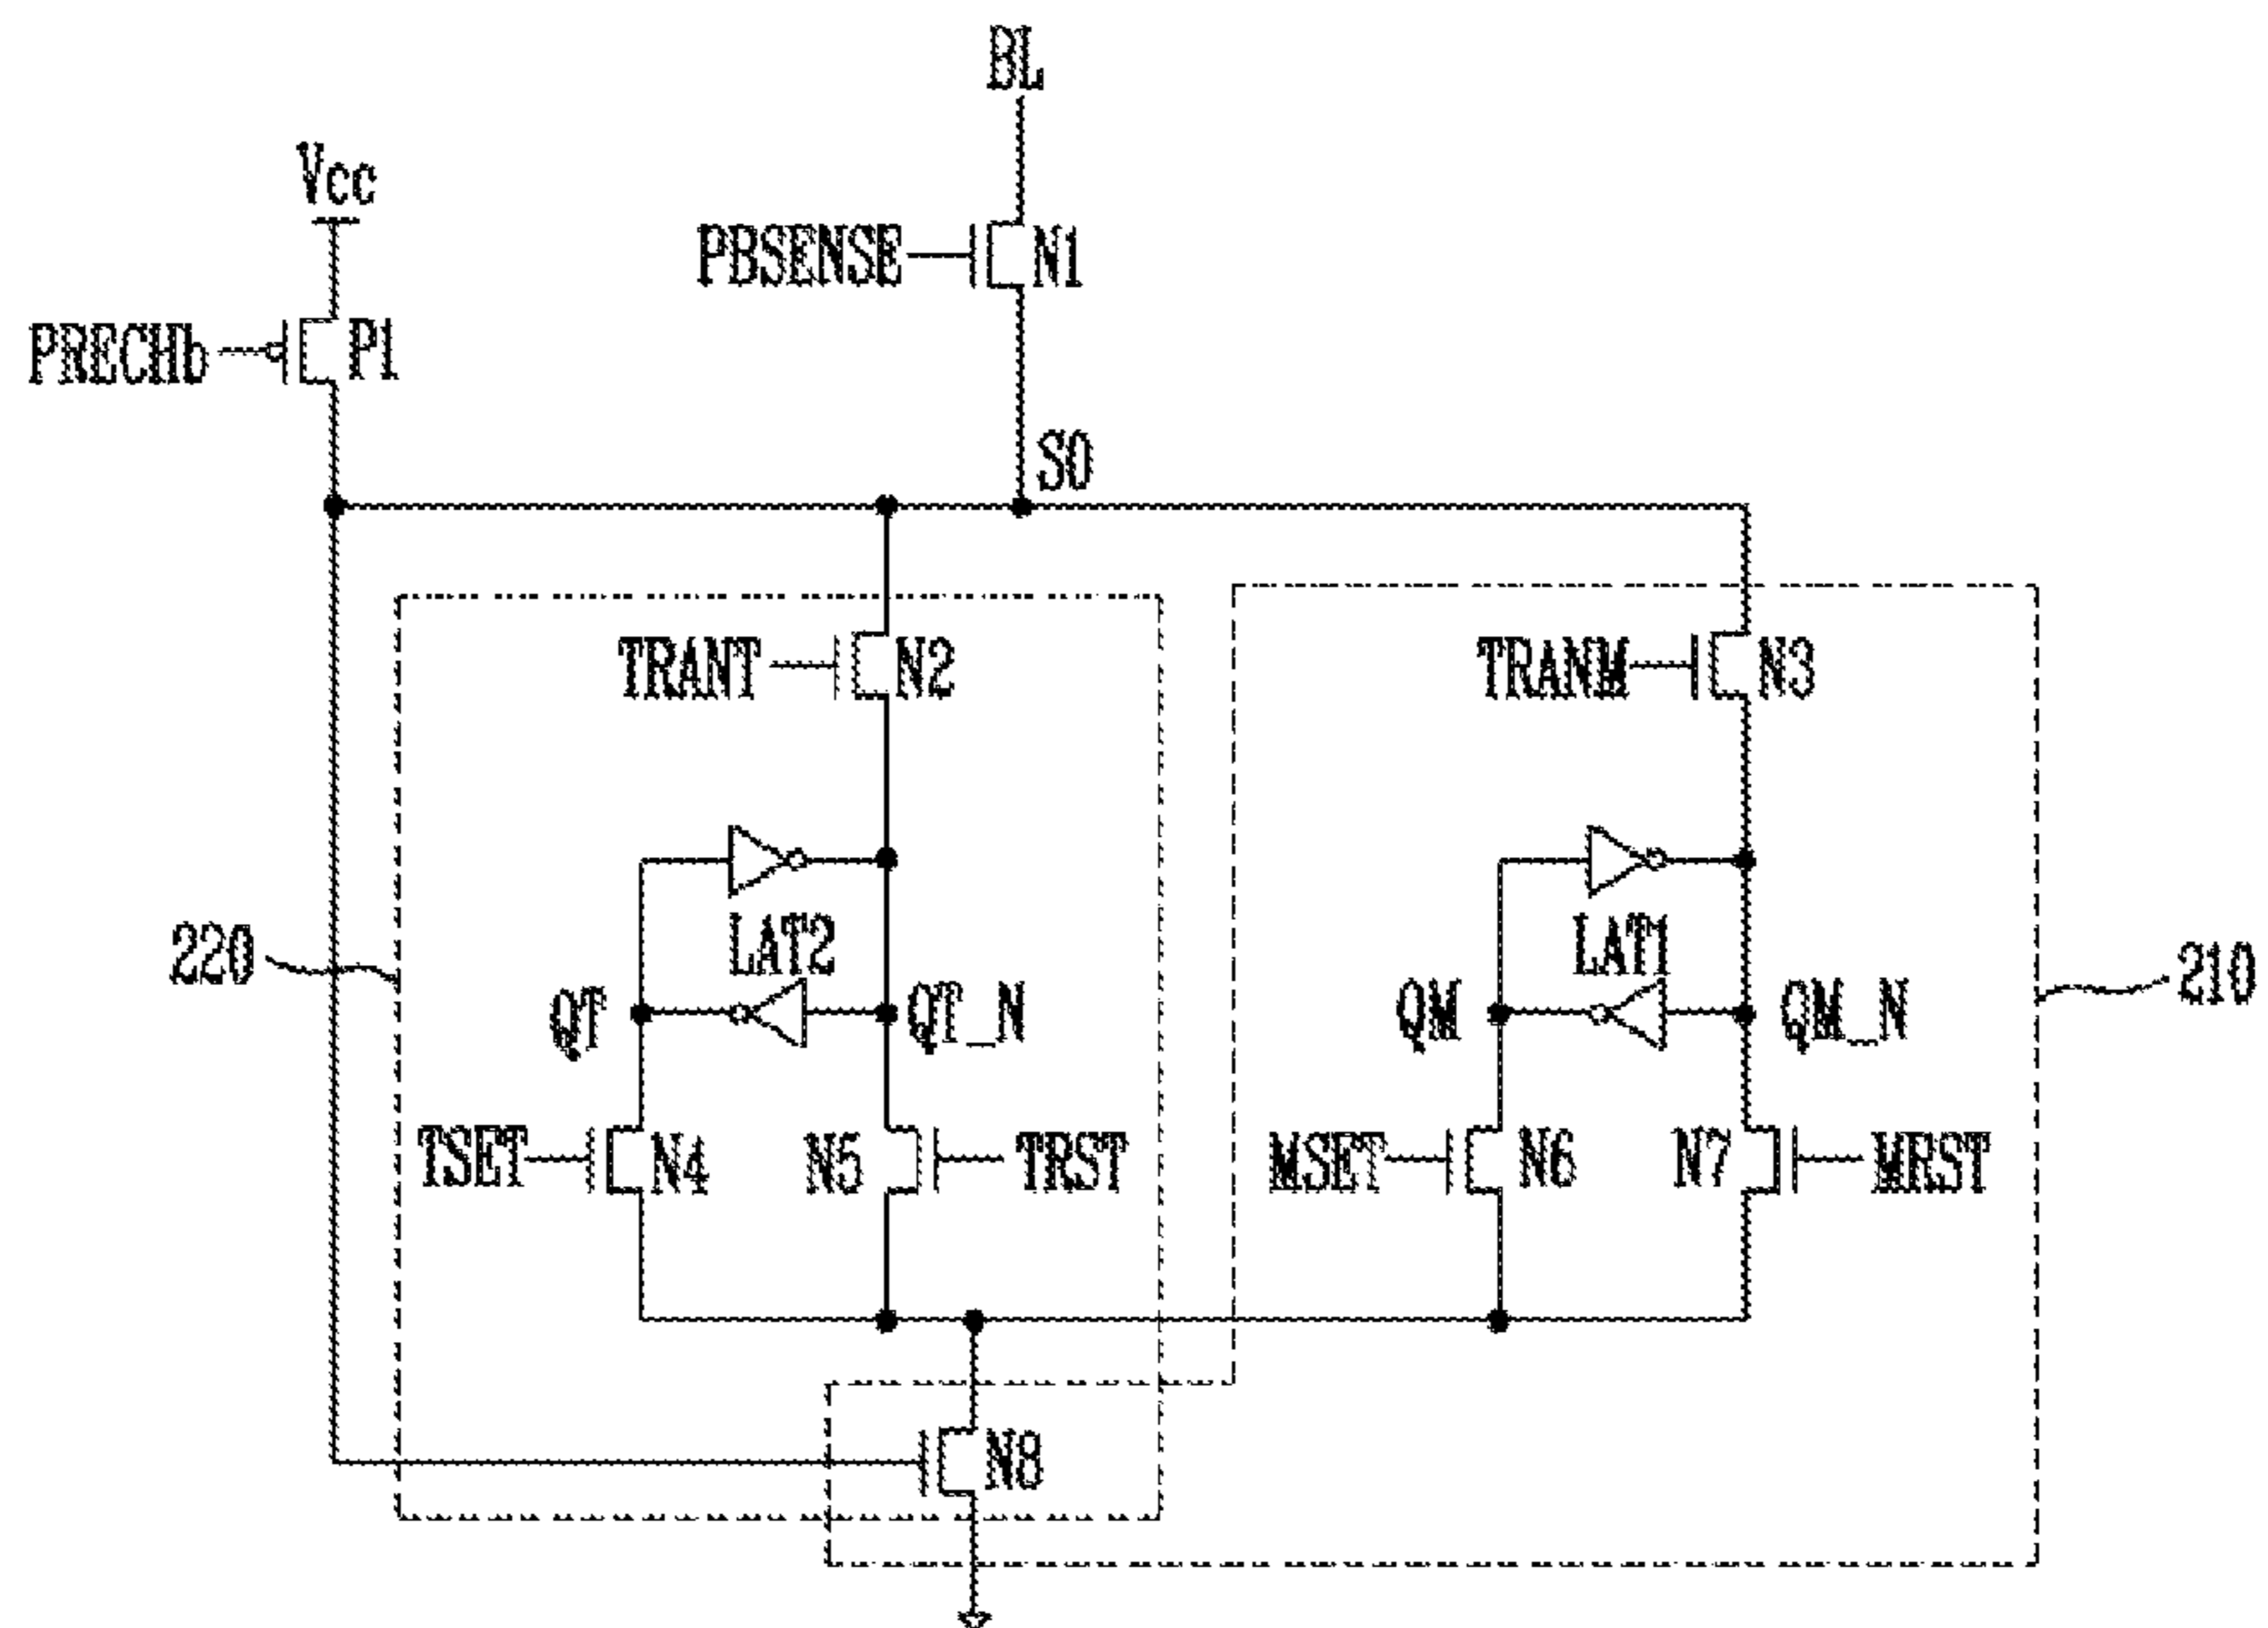 BL
Vcc
PBSENSE
N1
PRECHb
P1
SO
TRANT
N2
TRANM
N3
LAT2
LAT1
220
QT
QT_N
QM
QM_N
210
TSET
N4
N5
TRST
MSET
N6
N7
MRST
N8